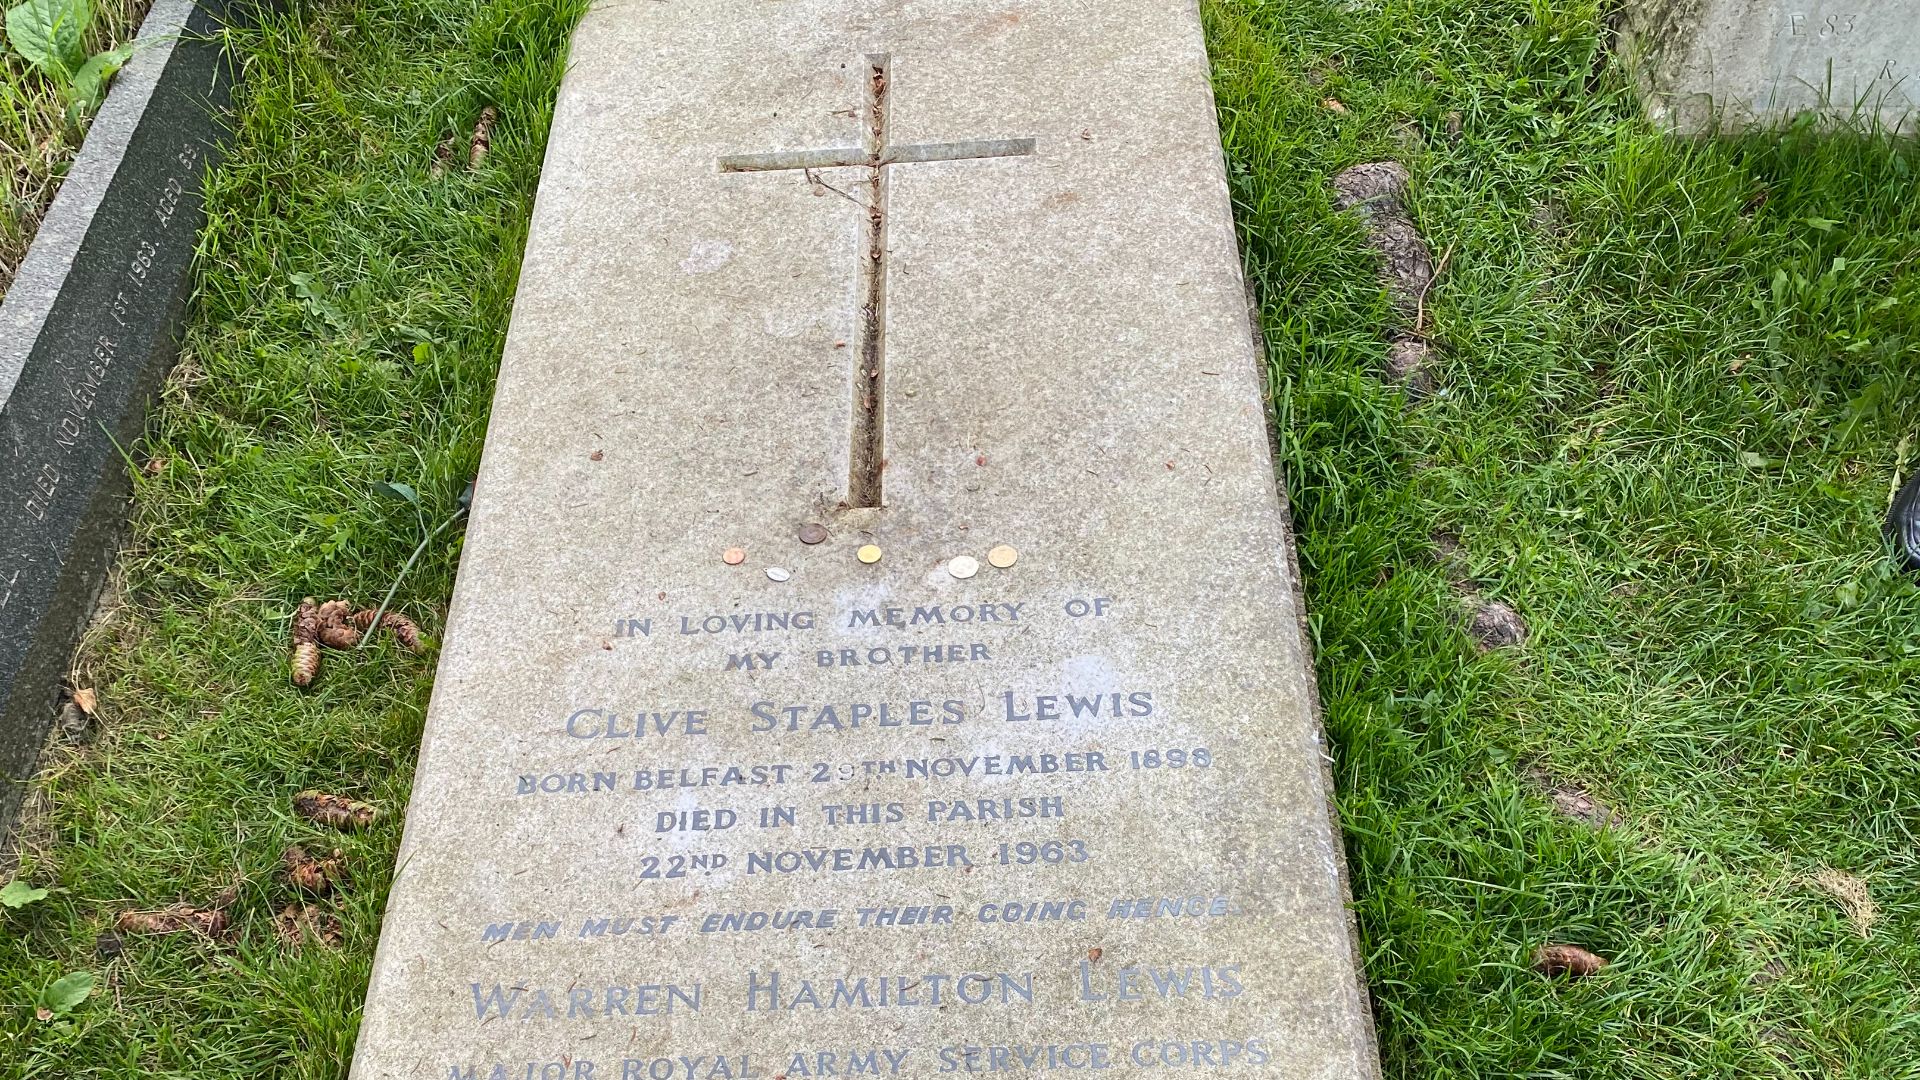 IN LOVING MEMORY OF
MY BROTHER
CLIVE STAPLES LEWIS
BORN BELFAST 29TH NOVEMBER 1898
DIED IN THIS PARISH
22ND NOVEMBER 1963
MEN MUST ENDURE THEIR GOING HENCE.
WARREN HAMILTON LEWIS
MAJOR ROYAL ARMY SERVICE CORPS
DIED NOVEMBER 1ST 1963. AGED 69
E 83
R